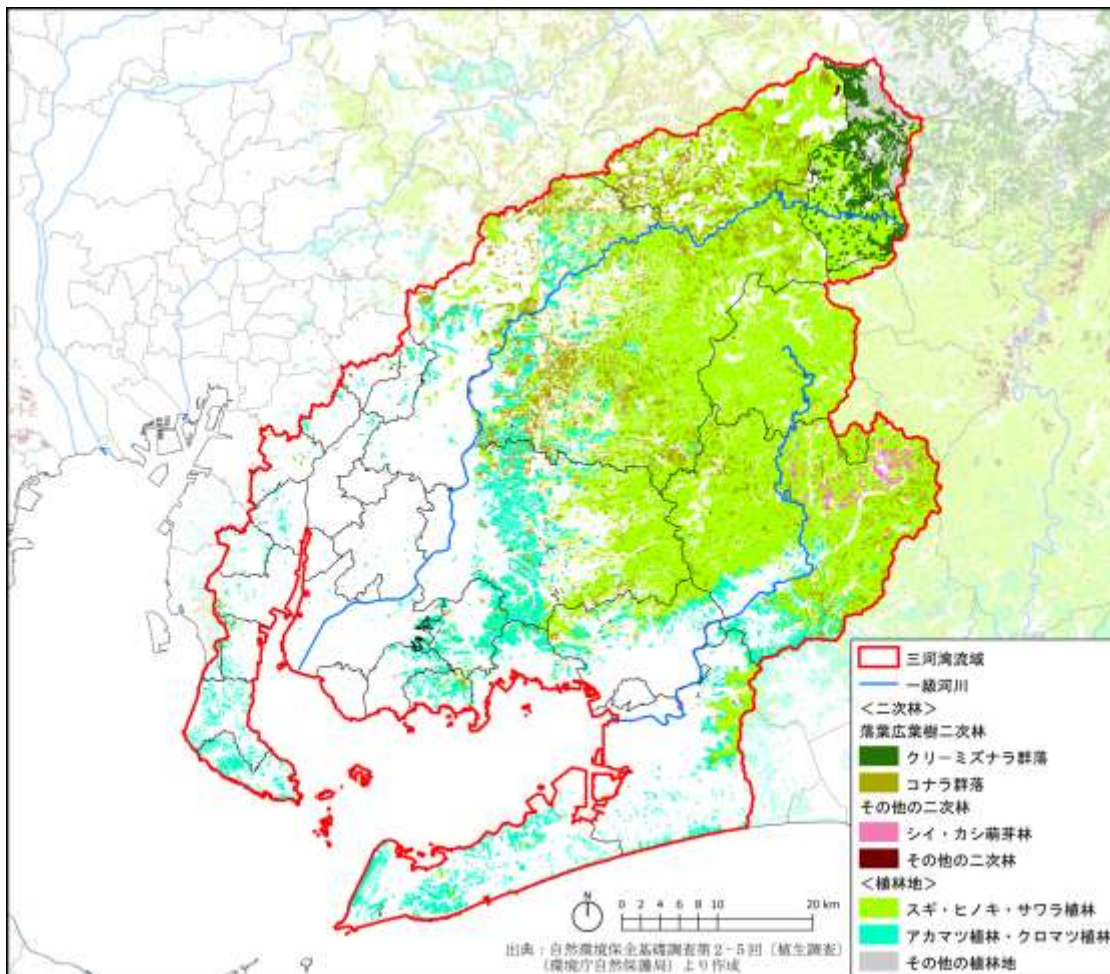 三河湾流域
一級河川
<二次林>
落葉広葉樹二次林
クリーミズナラ群落
コナラ群落
その他の二次林
シイ・カシ萌芽林
その他の二次林
<植林地>
スギ・ヒノキ・サワラ植林
アカマツ植林・クロマツ植林
その他の植林地
N
0 2 4 6 8 10 20 km
出典：自然環境保全基礎調査第2-5回〔植生調査〕
（環境庁自然保護局）より作成